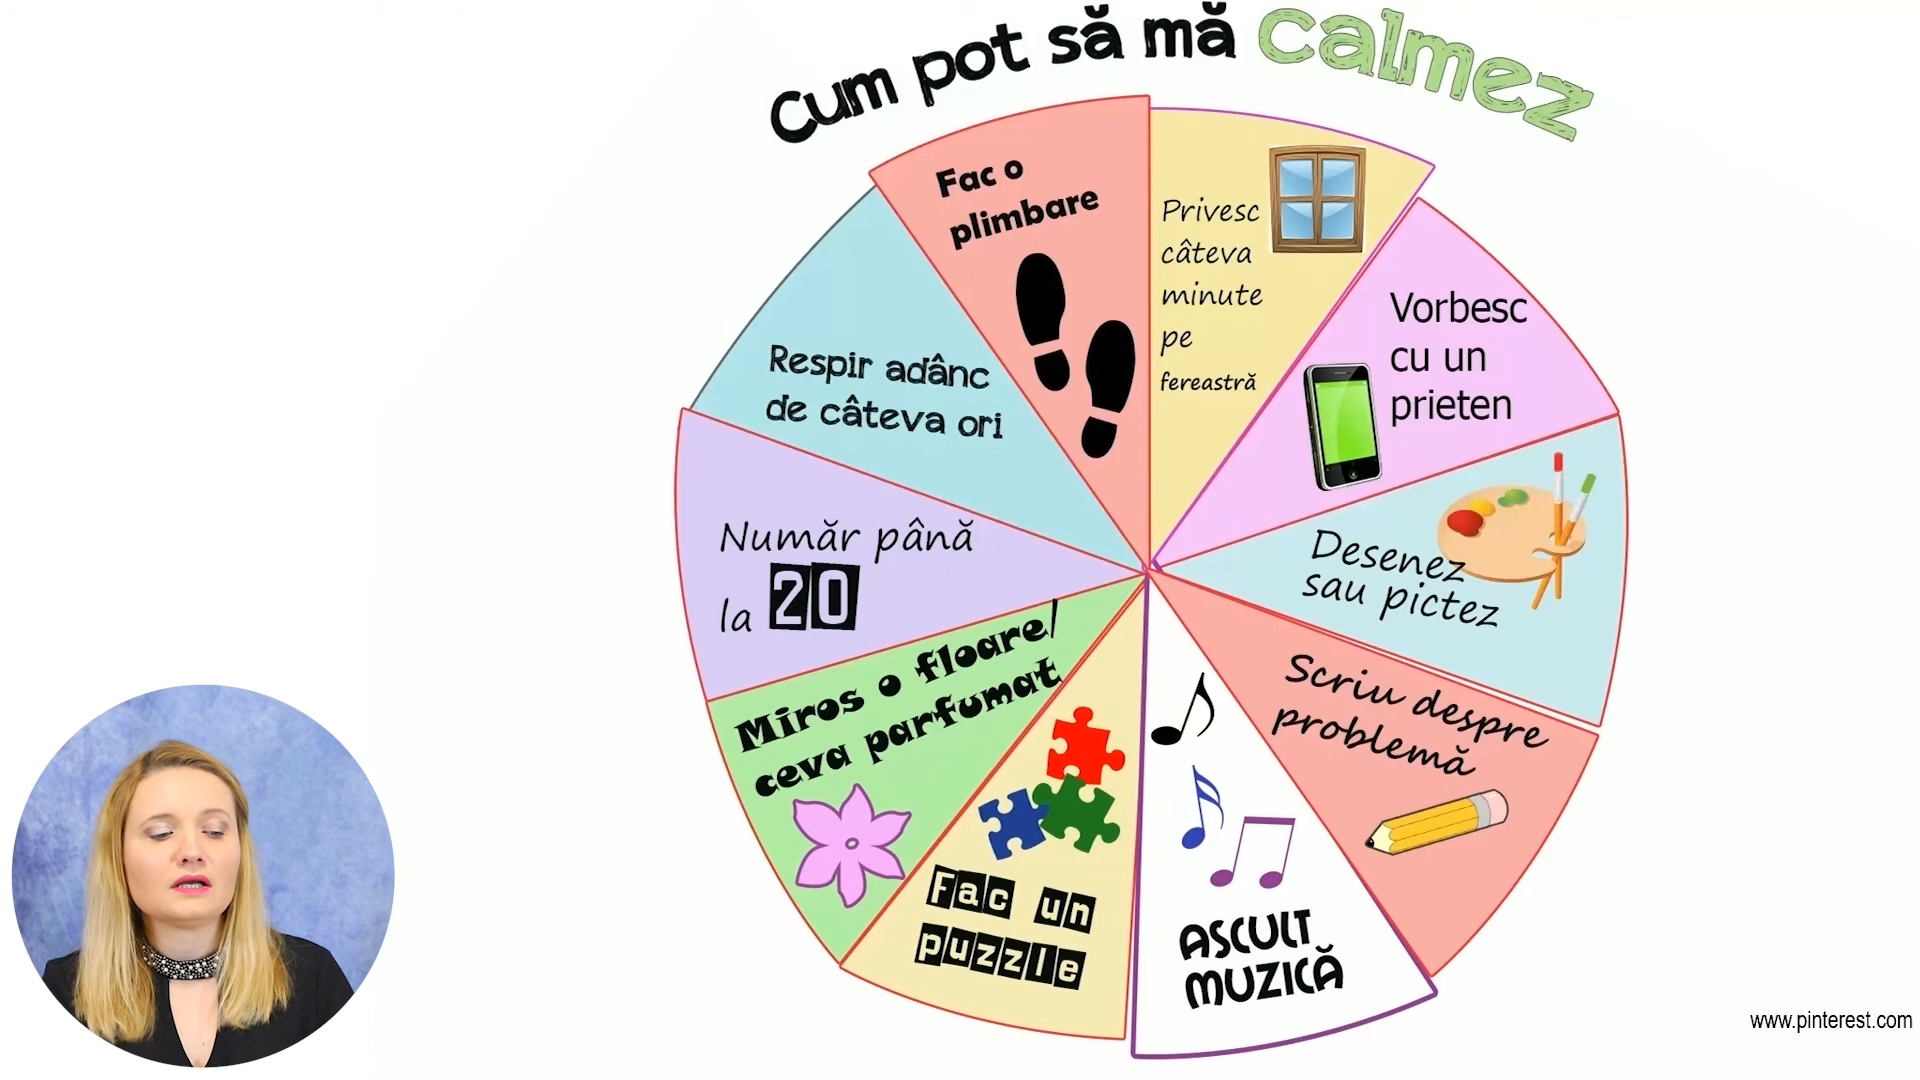 Cum pot să mă calmez
Fac o
plimbare
Privesc
câteva
minute
pe
fereastră
Vorbesc
cu un
prieten
Desenez
sau pictez
Scriu despre
problemă
ASCULT
MUZICĂ
Fac un
puzzle
Miros o floare/
ceva parfumat
Număr până
la 20
Respir adânc
de câteva ori
www.pinterest.com